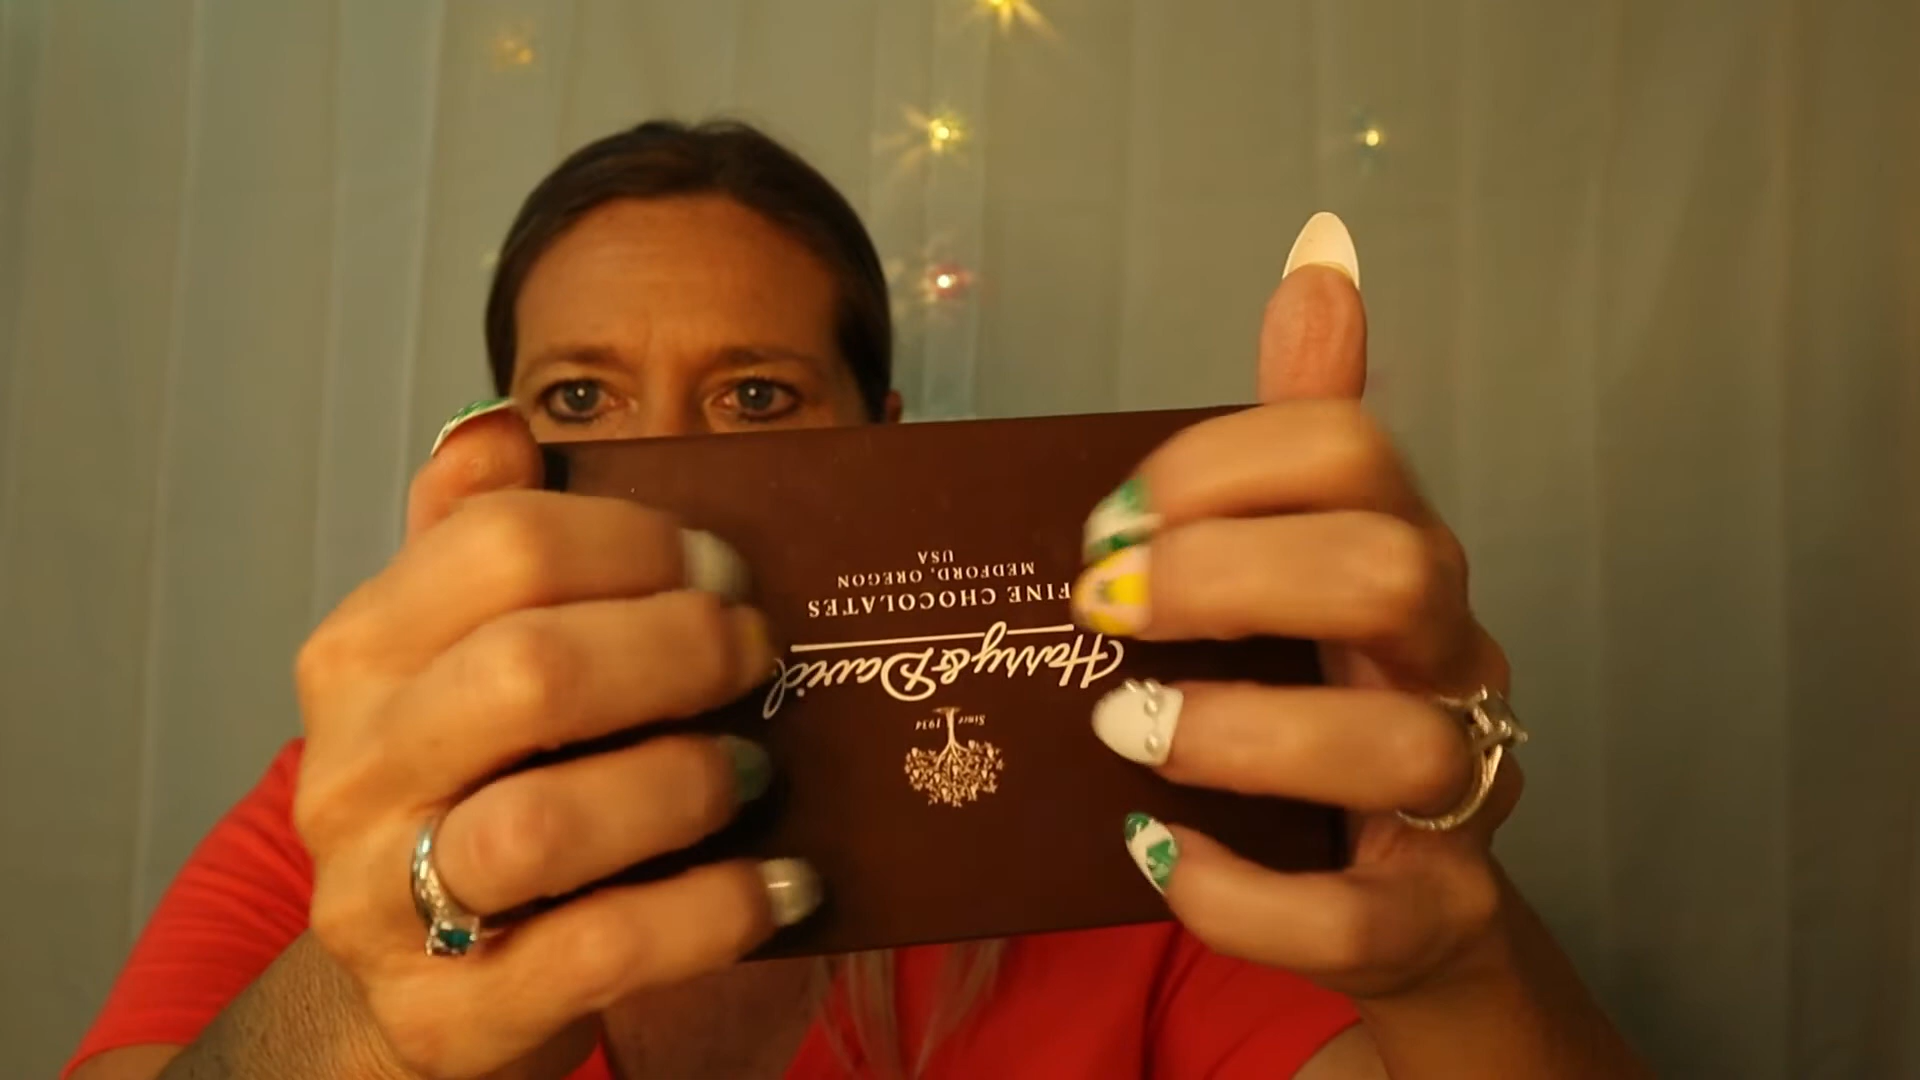 Since 1934
Harry & David
FINE CHOCOLATES
MEDFORD, OREGON
USA